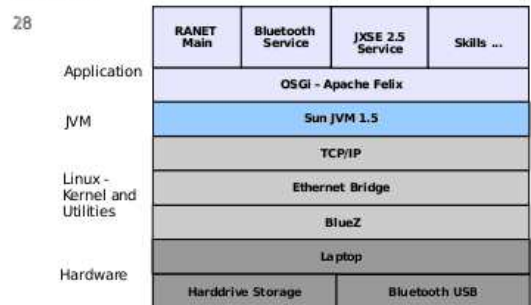 28
RANET Main
Bluetooth Service
JXSE 2.5 Service
Skills ...
Application
OSGi - Apache Felix
JVM
Sun JVM 1.5
TCP/IP
Linux -
Kernel and
Utilities
Ethernet Bridge
BlueZ
Laptop
Hardware
Harddrive Storage
Bluetooth USB